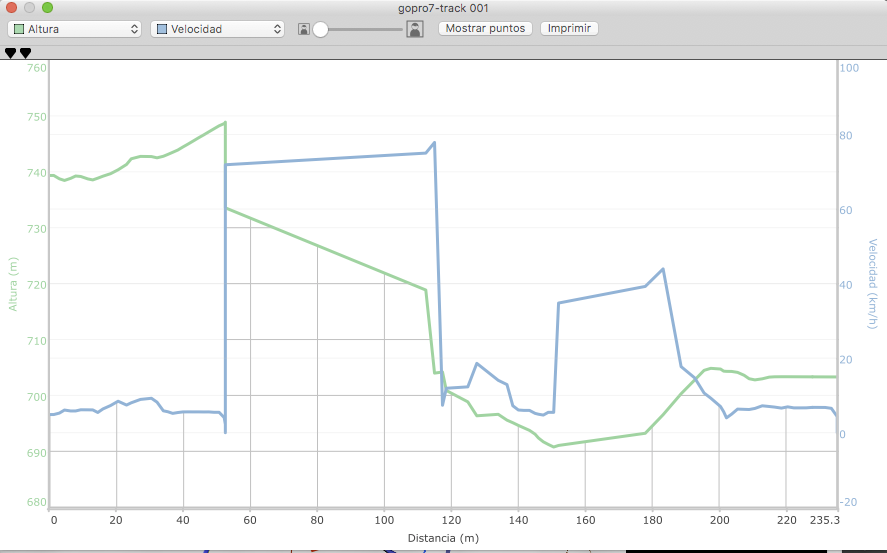 gopro7-track 001
Altura
Velocidad
Mostrar puntos
Imprimir
760
750
740
730
720
710
700
690
680
Altura (m)
100
80
60
40
20
0
-20
Velocidad (km/h)
0 20 40 60 80 100 120 140 160 180 200 220 235.3
Distancia (m)